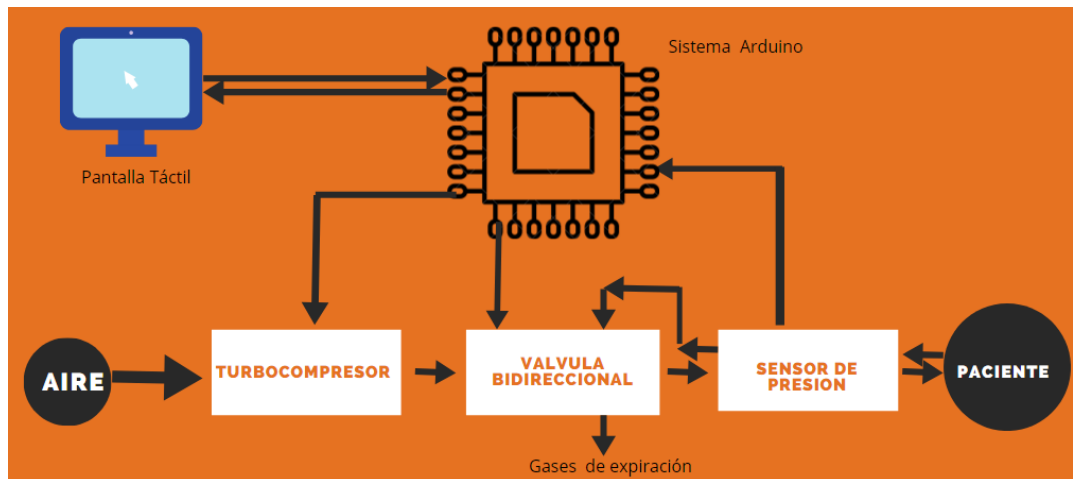 Sistema Arduino
Pantalla Táctil
AIRE
TURBOCOMPRESOR
VALVULA
BIDIRECCIONAL
SENSOR DE
PRESION
PACIENTE
Gases de expiración